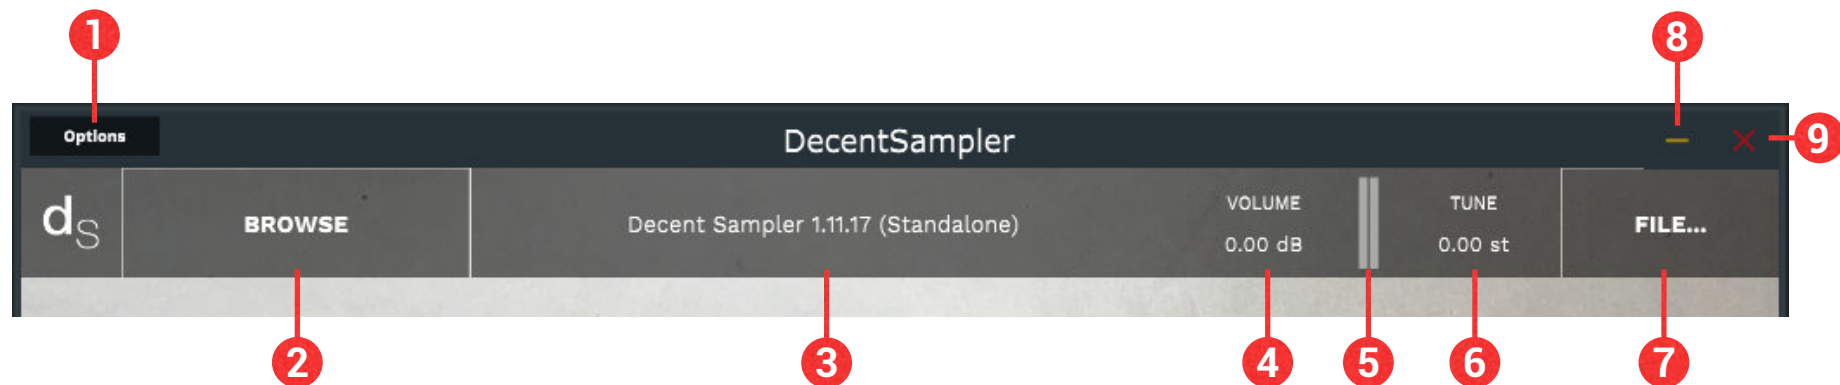 1
8
Options
DecentSampler
9
dS
BROWSE
Decent Sampler 1.11.17 (Standalone)
VOLUME
0.00 dB
TUNE
0.00 st
FILE...
2
3
4
5
6
7